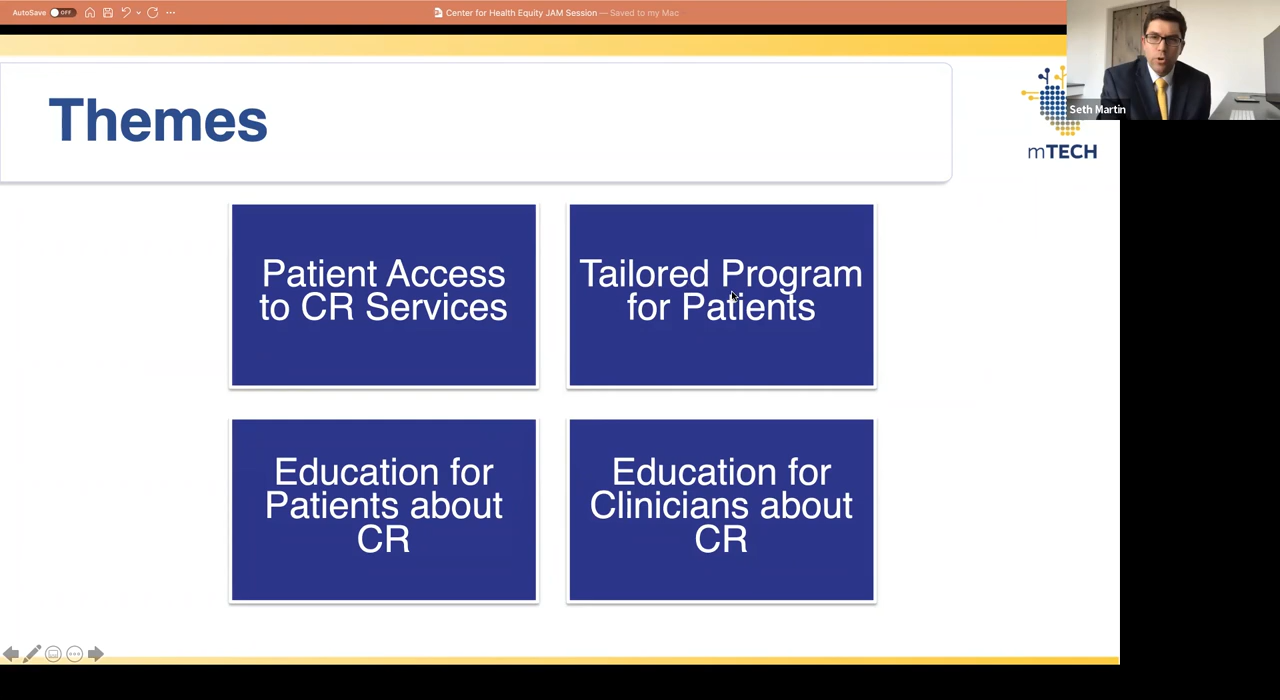 AutoSave OFF
Center for Health Equity JAM Session — Saved to my Mac
Themes
Seth Martin
mTECH
Patient Access
to CR Services
Tailored Program
for Patients
Education for
Patients about
CR
Education for
Clinicians about
CR